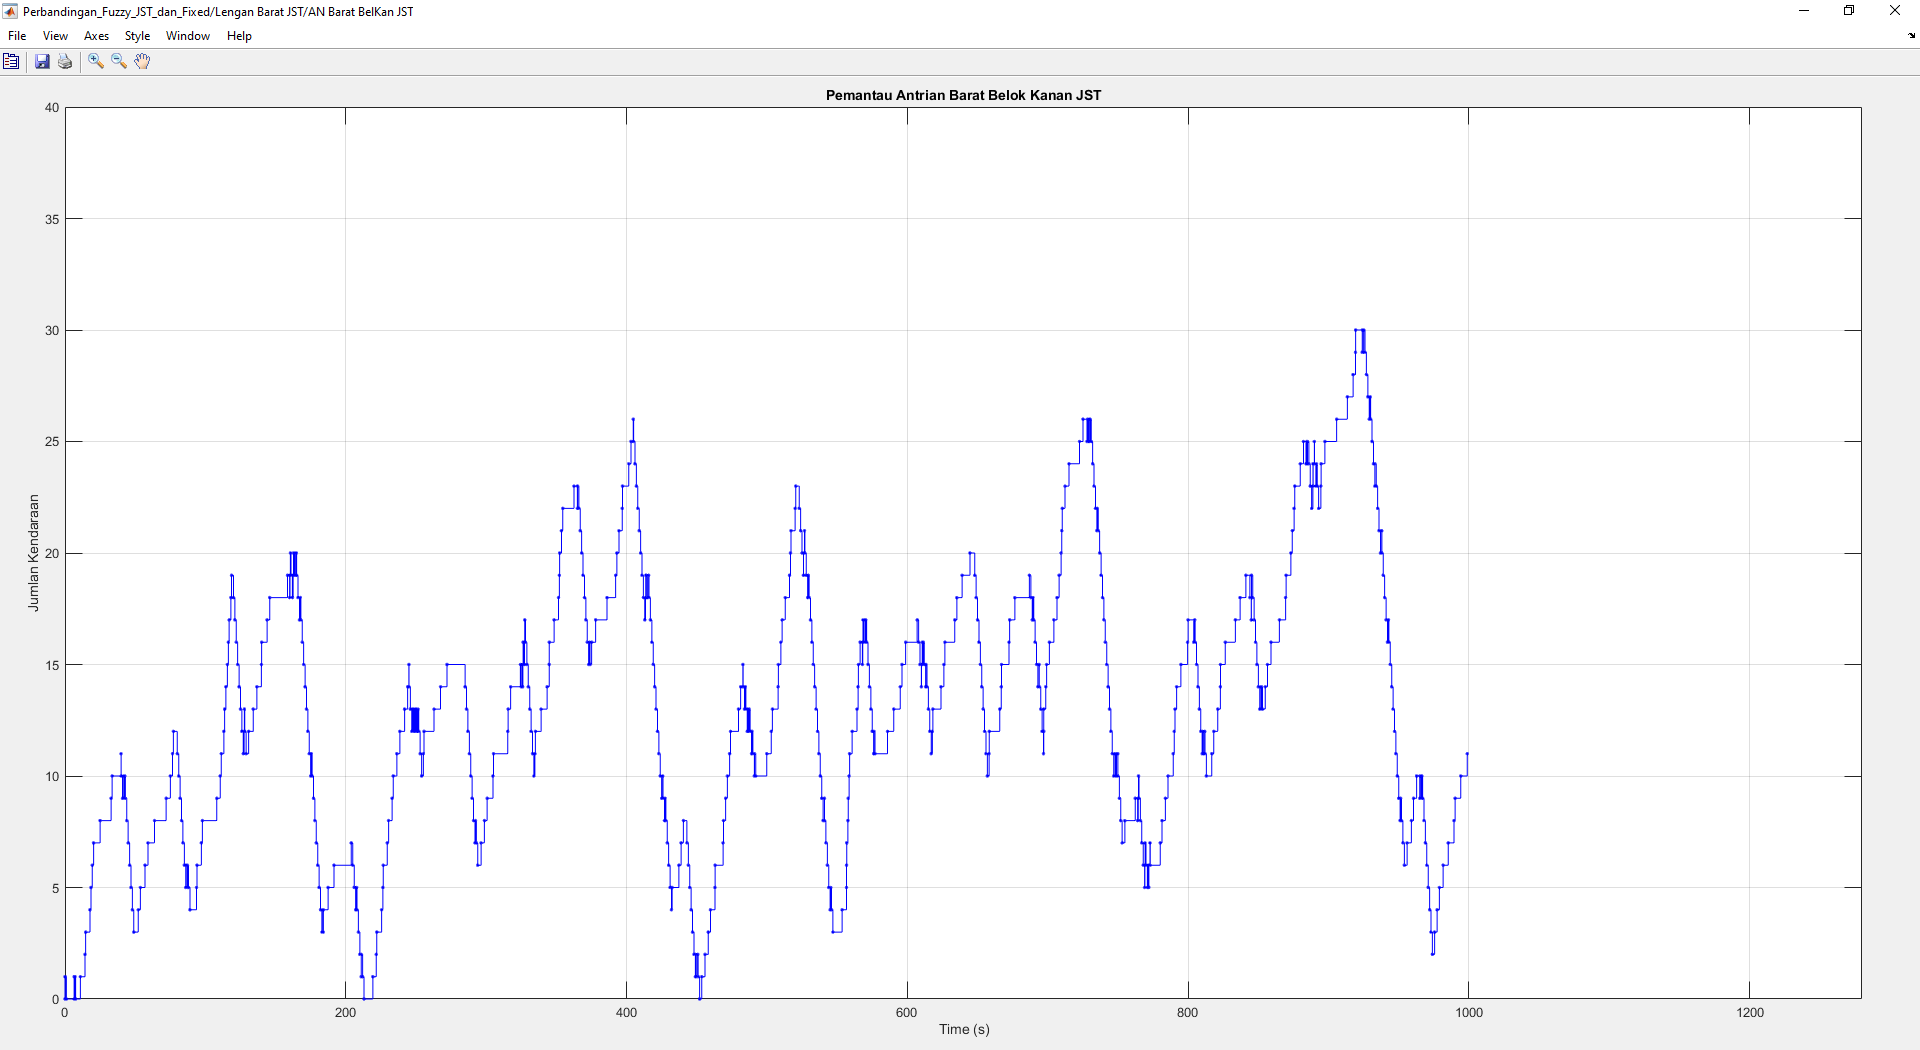 Perbandingan_Fuzzy_JST_dan_Fixed/Lengan Barat JST/AN Barat BelKan JST
File View Axes Style Window Help
Pemantau Antrian Barat Belok Kanan JST
40
35
30
25
20
15
10
5
0
Jumlan Kendaraan
0 200 400 600 800 1000 1200
Time (s)